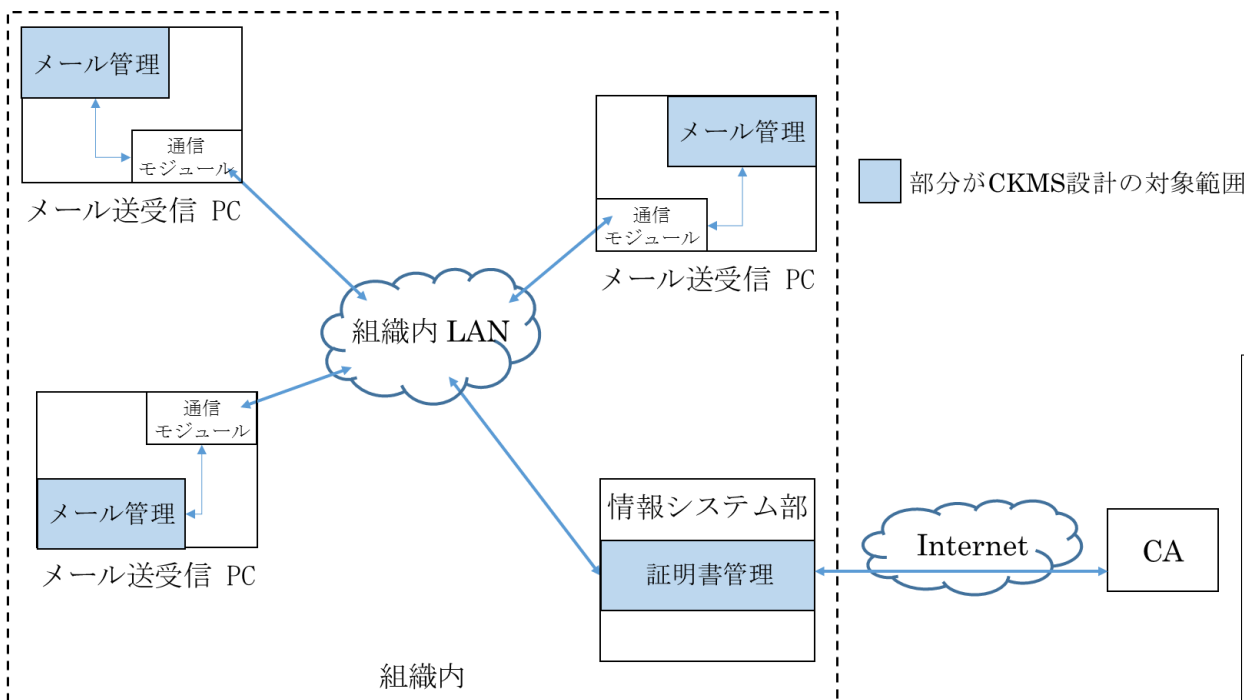 メール管理
通信
モジュール
メール送受信 PC
メール管理
通信
モジュール
メール送受信 PC
部分がCKMS設計の対象範囲
組織内 LAN
通信
モジュール
メール管理
メール送受信 PC
情報システム部
証明書管理
Internet
CA
組織内